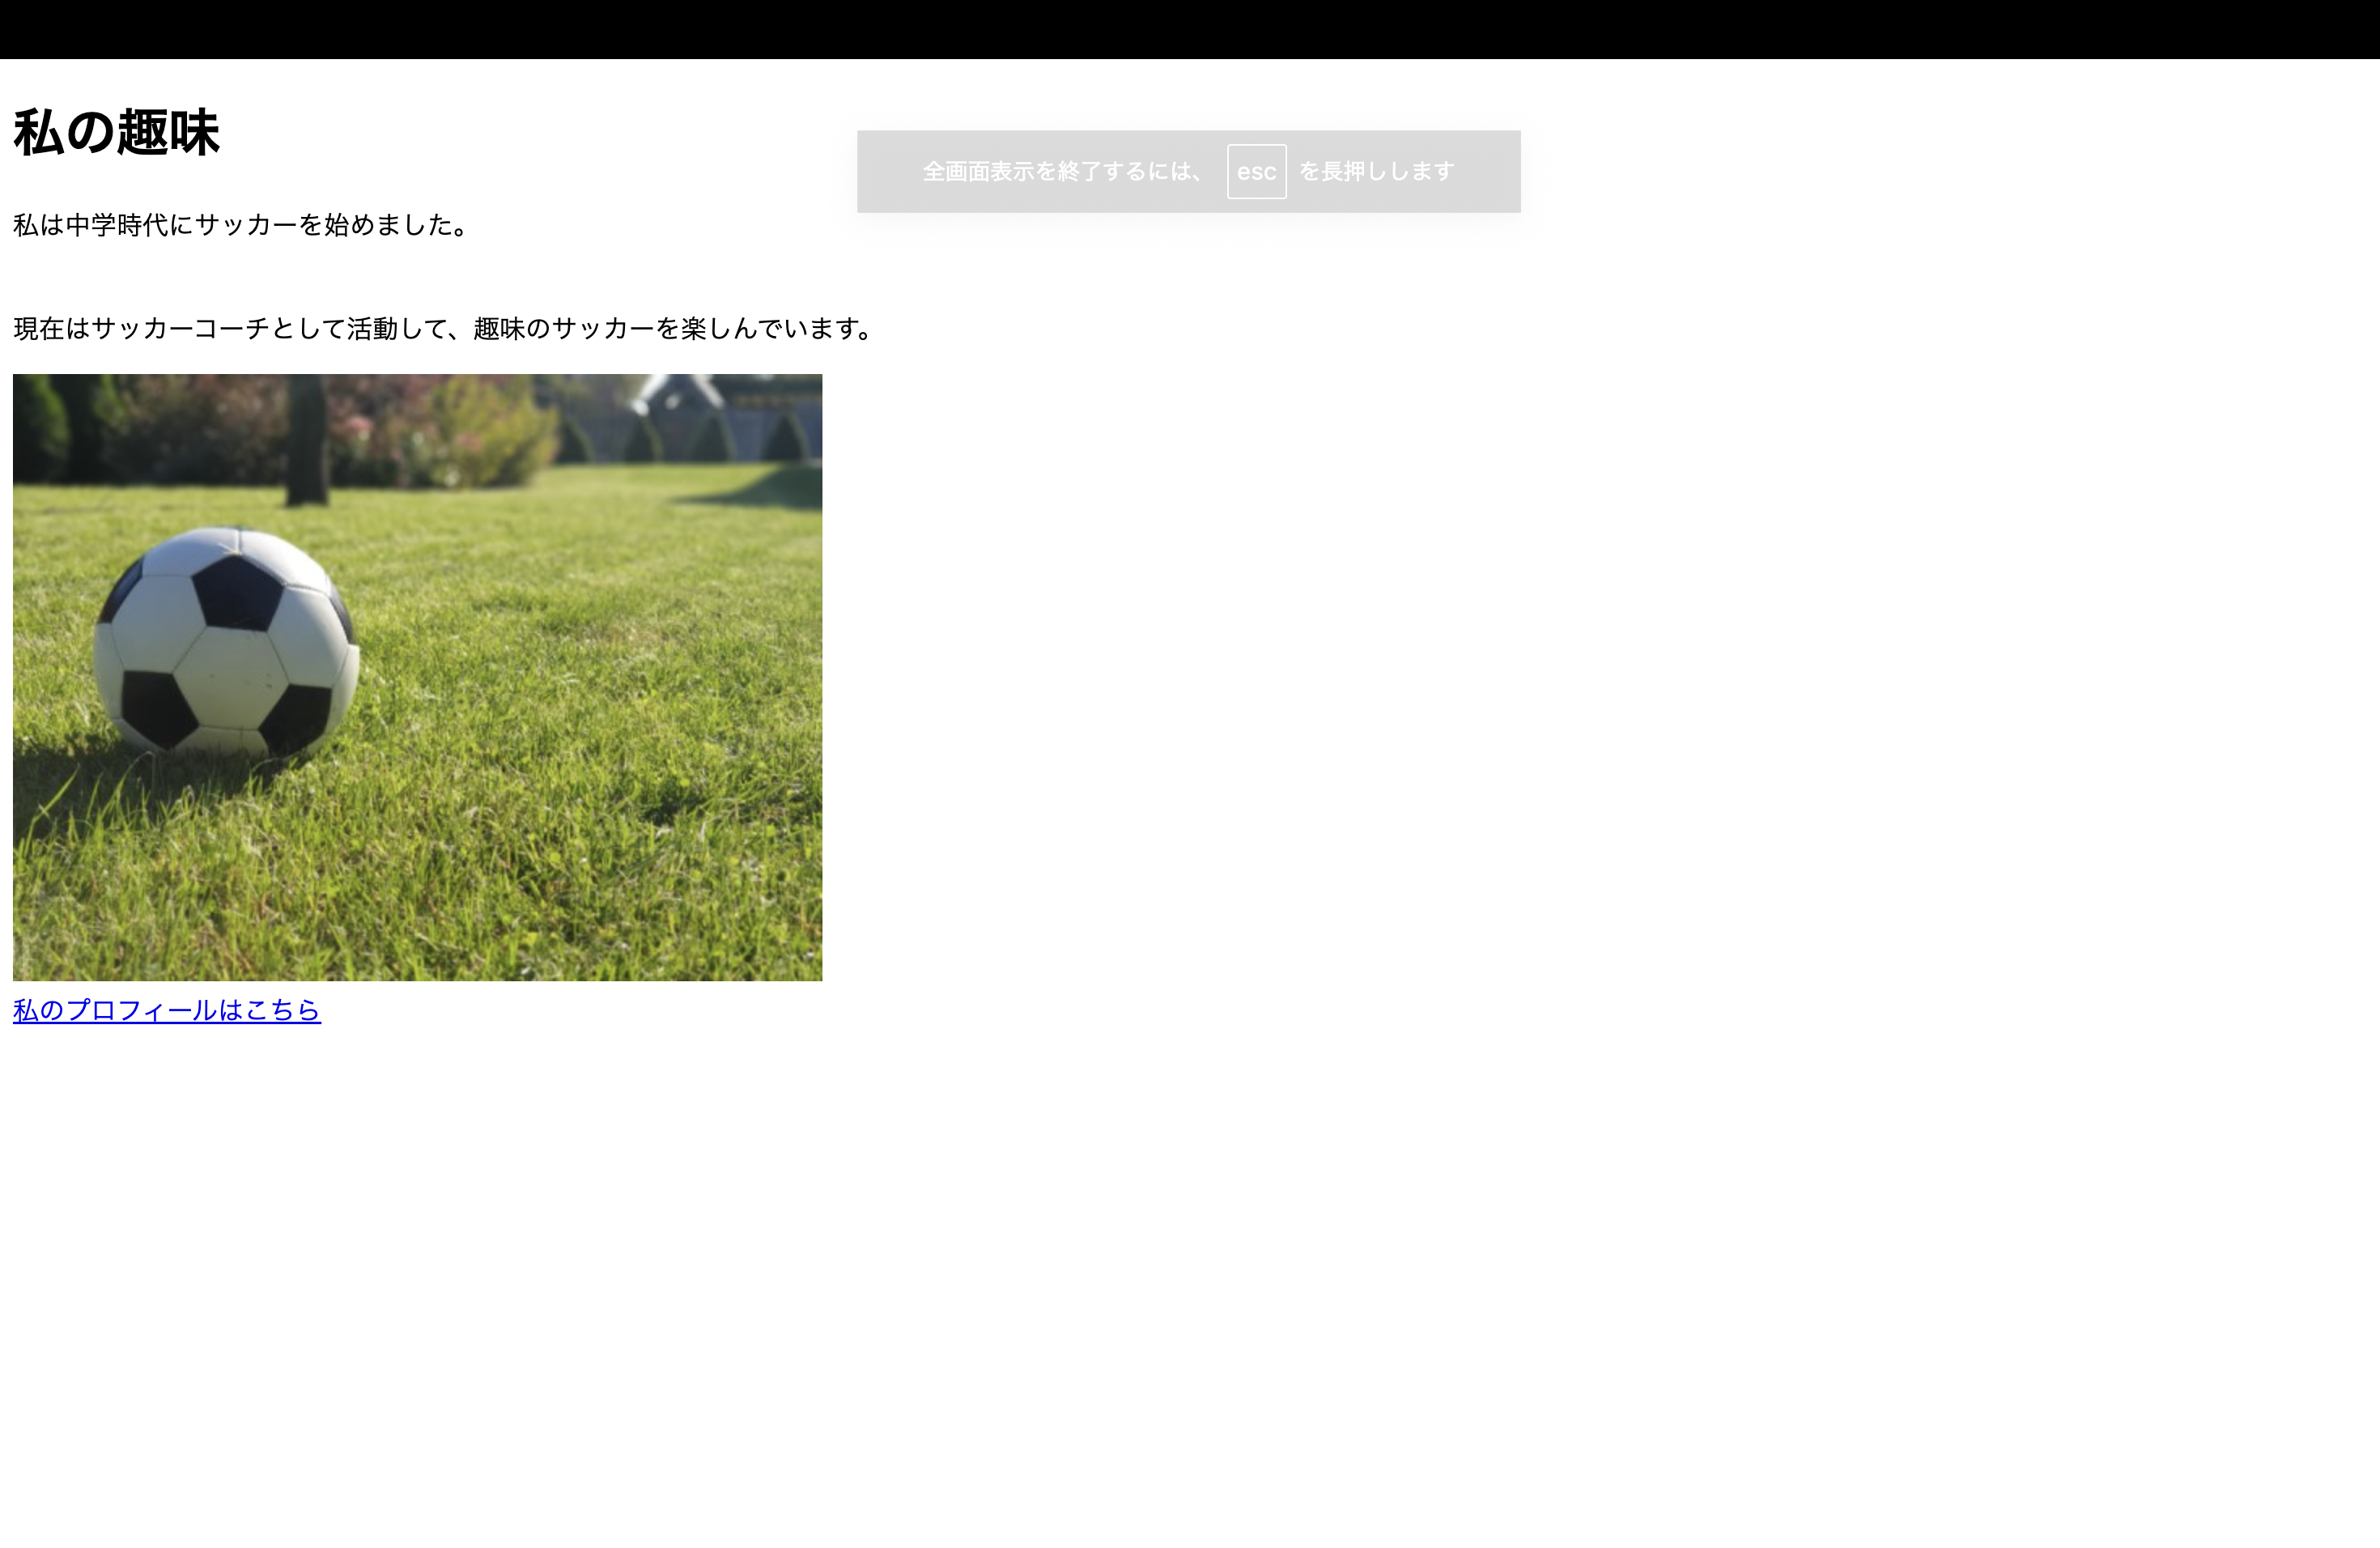 私の趣味
全画面表示を終了するには、 esc を長押しします
私は中学時代にサッカーを始めました。
現在はサッカーコーチとして活動して、趣味のサッカーを楽しんでいます。
私のプロフィールはこちら